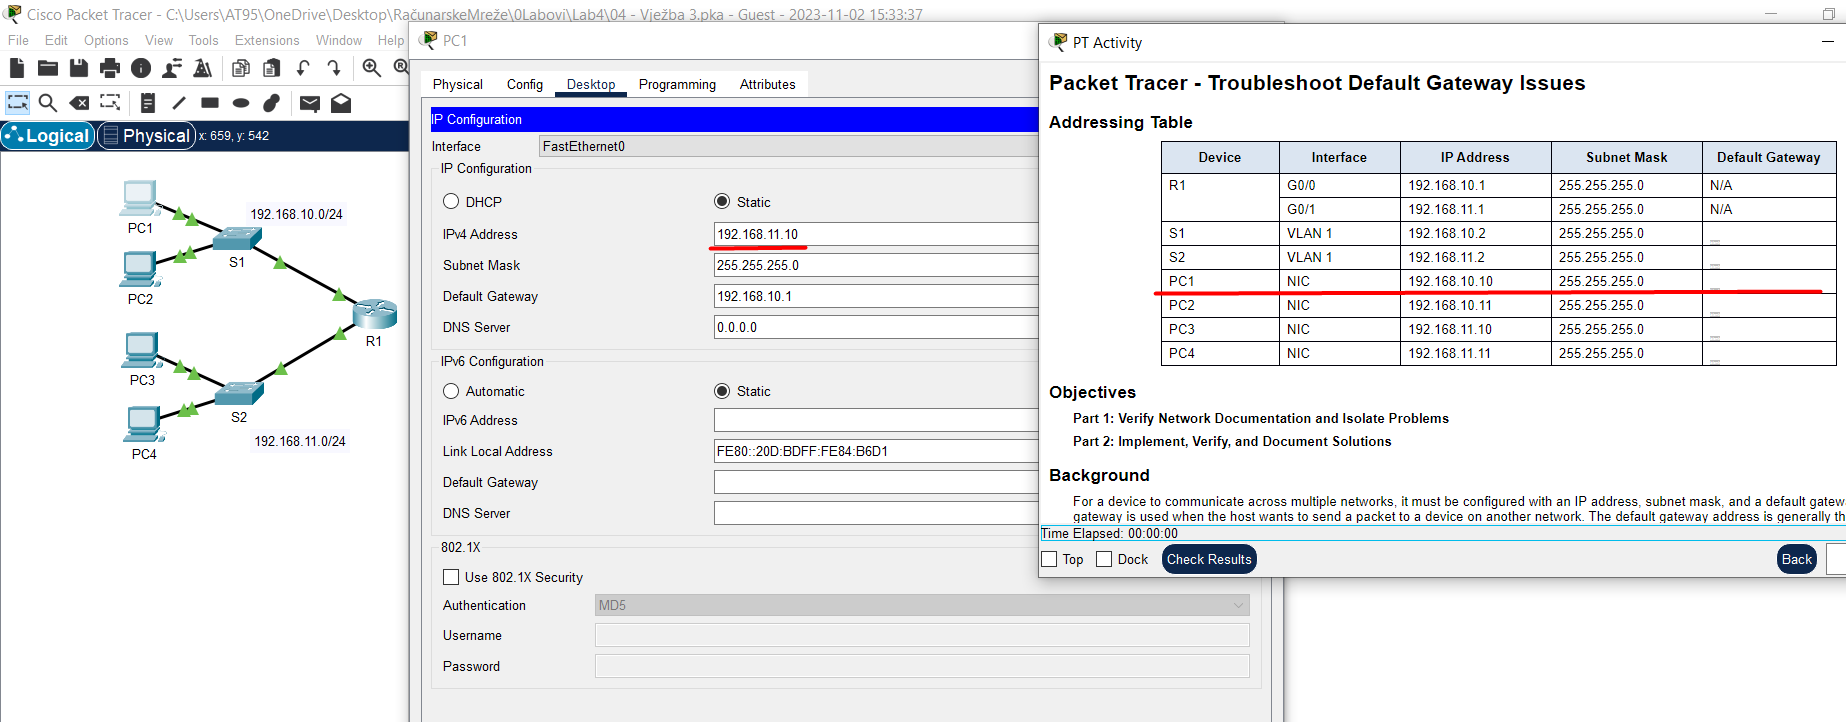 Cisco Packet Tracer - C:\Users\AT95\OneDrive\Desktop\RačunarskeMreže\0Labovi\Lab4\04 - Vježba 3.pka - Guest - 2023-11-02 15:33:37
File Edit Options View Tools Extensions Window Help
Logical Physical x: 659, y: 542
PC1
192.168.10.0/24
S1
PC2
R1
PC3
S2
192.168.11.0/24
PC4
PC1
Physical Config Desktop Programming Attributes
IP Configuration
Interface FastEthernet0
IP Configuration
DHCP Static
IPv4 Address 192.168.11.10
Subnet Mask 255.255.255.0
Default Gateway 192.168.10.1
DNS Server 0.0.0.0
IPv6 Configuration
Automatic Static
IPv6 Address
Link Local Address FE80::20D:BDFF:FE84:B6D1
Default Gateway
DNS Server
802.1X
Use 802.1X Security
Authentication MD5
Username
Password
PT Activity
Packet Tracer - Troubleshoot Default Gateway Issues
Addressing Table
Device Interface IP Address Subnet Mask Default Gateway
R1 G0/0 192.168.10.1 255.255.255.0 N/A
G0/1 192.168.11.1 255.255.255.0 N/A
S1 VLAN 1 192.168.10.2 255.255.255.0
S2 VLAN 1 192.168.11.2 255.255.255.0
PC1 NIC 192.168.10.10 255.255.255.0
PC2 NIC 192.168.10.11 255.255.255.0
PC3 NIC 192.168.11.10 255.255.255.0
PC4 NIC 192.168.11.11 255.255.255.0
Objectives
Part 1: Verify Network Documentation and Isolate Problems
Part 2: Implement, Verify, and Document Solutions
Background
For a device to communicate across multiple networks, it must be configured with an IP address, subnet mask, and a default gatew
gateway is used when the host wants to send a packet to a device on another network. The default gateway address is generally th
Time Elapsed: 00:00:00
Top Dock Check Results Back